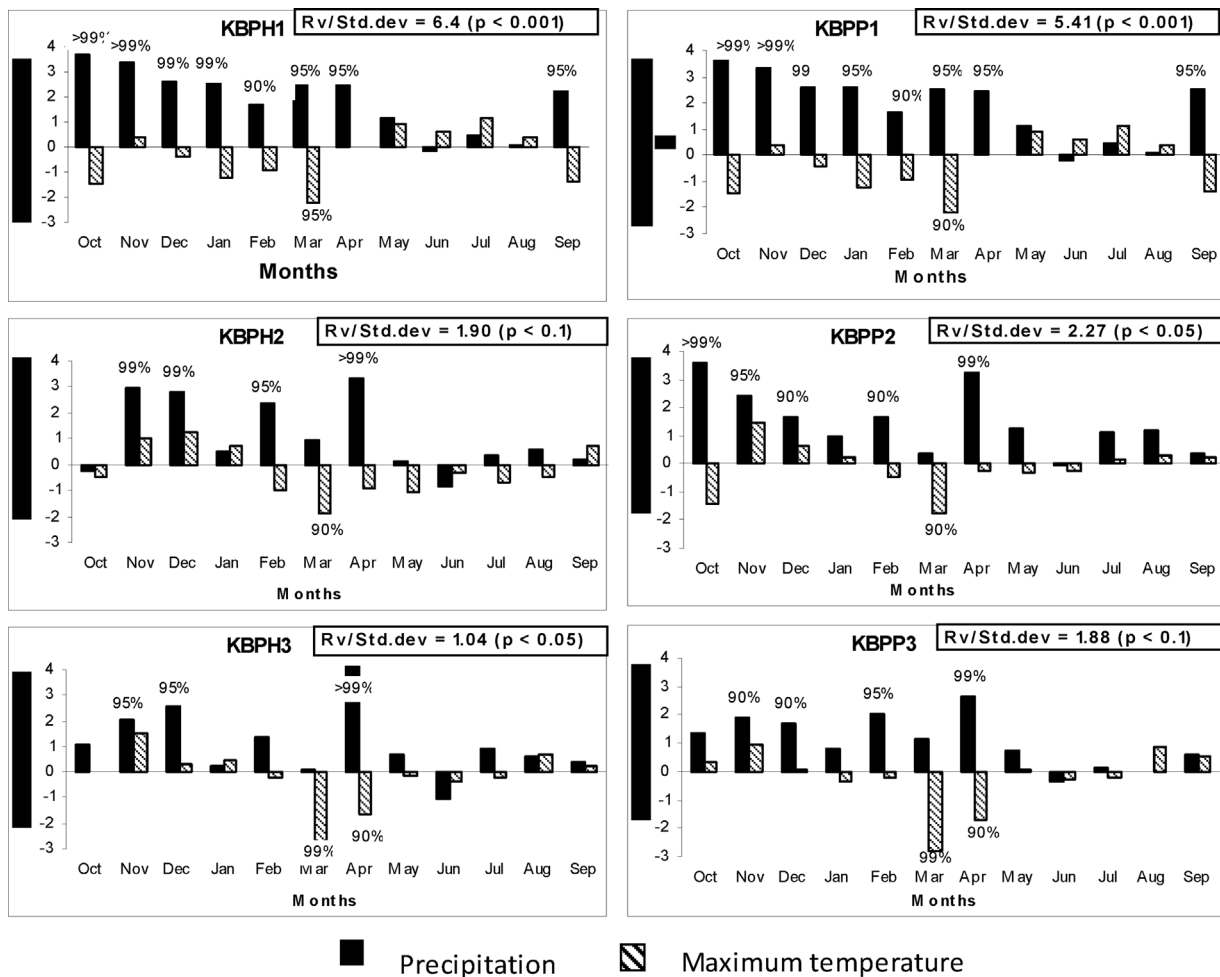 KBPH1
Rv/Std.dev = 6.4 (p < 0.001)
>99% >99% 99% 99% 90% 95% 95% 95%
4
3
2
1
0
-1
-2
-3
95%
Oct Nov Dec Jan Feb Mar Apr May Jun Jul Aug Sep
Months
KBPP1
Rv/Std.dev = 5.41 (p < 0.001)
>99% >99% 99 95% 90% 95% 95% 95%
4
3
2
1
0
-1
-2
-3
90%
Oct Nov Dec Jan Feb Mar Apr May Jun Jul Aug Sep
Months
KBPH2
Rv/Std.dev = 1.90 (p < 0.1)
99% 99% 95% >99%
4
3
2
1
0
-1
-2
-3
90%
Oct Nov Dec Jan Feb Mar Apr May Jun Jul Aug Sep
Months
KBPP2
Rv/Std.dev = 2.27 (p < 0.05)
>99% 95% 90% 90% 99%
4
3
2
1
0
-1
-2
-3
90%
Oct Nov Dec Jan Feb Mar Apr May Jun Jul Aug Sep
Months
KBPH3
Rv/Std.dev = 1.04 (p < 0.05)
95% 95% >99%
4
3
2
1
0
-1
-2
-3
99% 90%
Oct Nov Dec Jan Feb Mar Apr May Jun Jul Aug Sep
Months
KBPP3
Rv/Std.dev = 1.88 (p < 0.1)
90% 90% 95% 99%
4
3
2
1
0
-1
-2
-3
99% 90%
Oct Nov Dec Jan Feb Mar Apr May Jun Jul Aug Sep
Months
Precipitation Maximum temperature